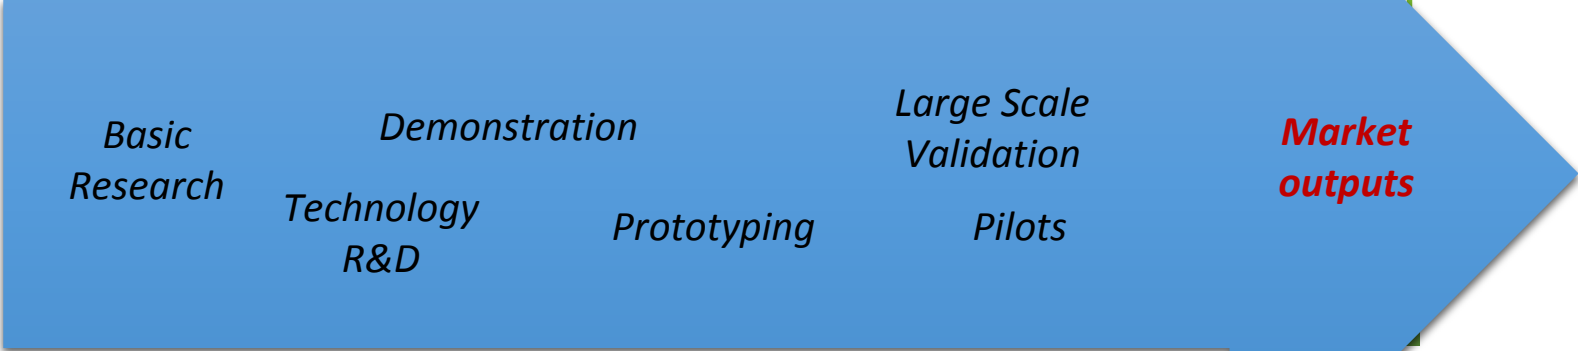 Basic
Research
Technology
R&D
Demonstration
Prototyping
Large Scale
Validation
Pilots
Market
outputs